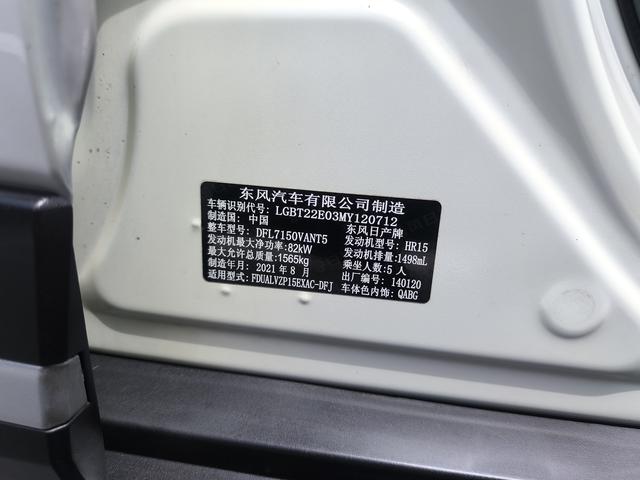 东风汽车有限公司制造
车辆识别代号: LGBT22E03MY120712
制造国: 中国 东风日产牌
整车型号: DFL7150VANT5 发动机型号: HR15
发动机最大净功率: 82kW 发动机排量: 1498mL
最大允许总质量: 1565kg 乘坐人数: 5 人
制造年月: 2021 年 8 月 出厂编号: 140120
适用型式: FDUALVZP15EXAC-DFJ 车体色内饰: QABG